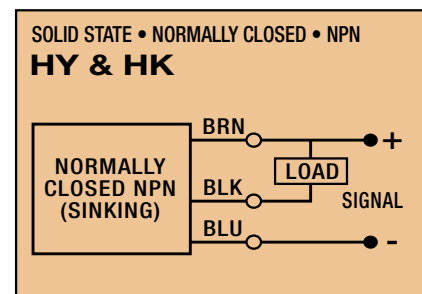 SOLID STATE • NORMALLY CLOSED • NPN
HY & HK
BRN
+
NORMALLY
CLOSED NPN
(SINKING)
LOAD
BLK
SIGNAL
BLU
-